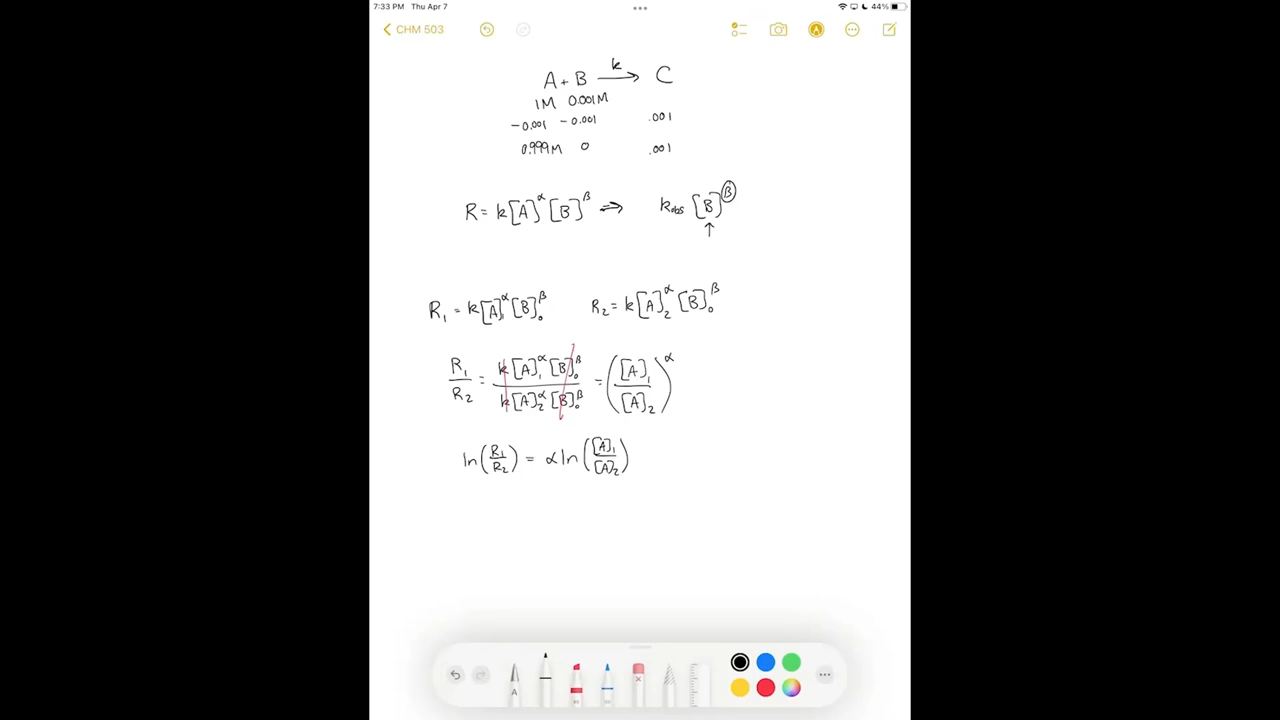 7:33 PM Thu Apr 7 44%
CHM 503
A + B —k→ C
1M 0.001M
-0.001 -0.001 .001
0.999M 0 .001
R = k[A]^α [B]^β ⇒ k_obs [B]^β
↑
R₁ = k[A]₁^α [B]₀^β R₂ = k[A]₂^α [B]₀^β
R₁/R₂ = k[A]₁^α [B]₀^β / k[A]₂^α [B]₀^β = ([A]₁/[A]₂)^α
ln(R₁/R₂) = α ln([A]₁/[A]₂)
A